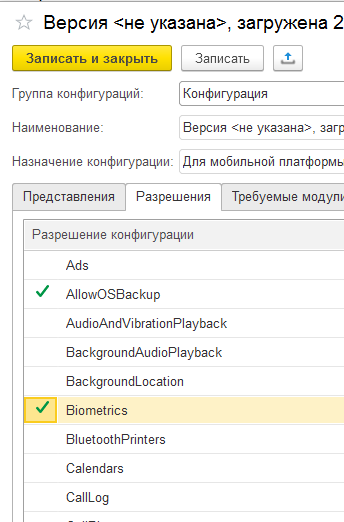 Версия <не указана>, загружена 2
Записать и закрыть
Записать
Группа конфигураций:
Конфигурация
Наименование:
Версия <не указана>, загр
Назначение конфигурации:
Для мобильной платформы
Представления
Разрешения
Требуемые модули
Разрешение конфигурации
Ads
AllowOSBackup
AudioAndVibrationPlayback
BackgroundAudioPlayback
BackgroundLocation
Biometrics
BluetoothPrinters
Calendars
CallLog